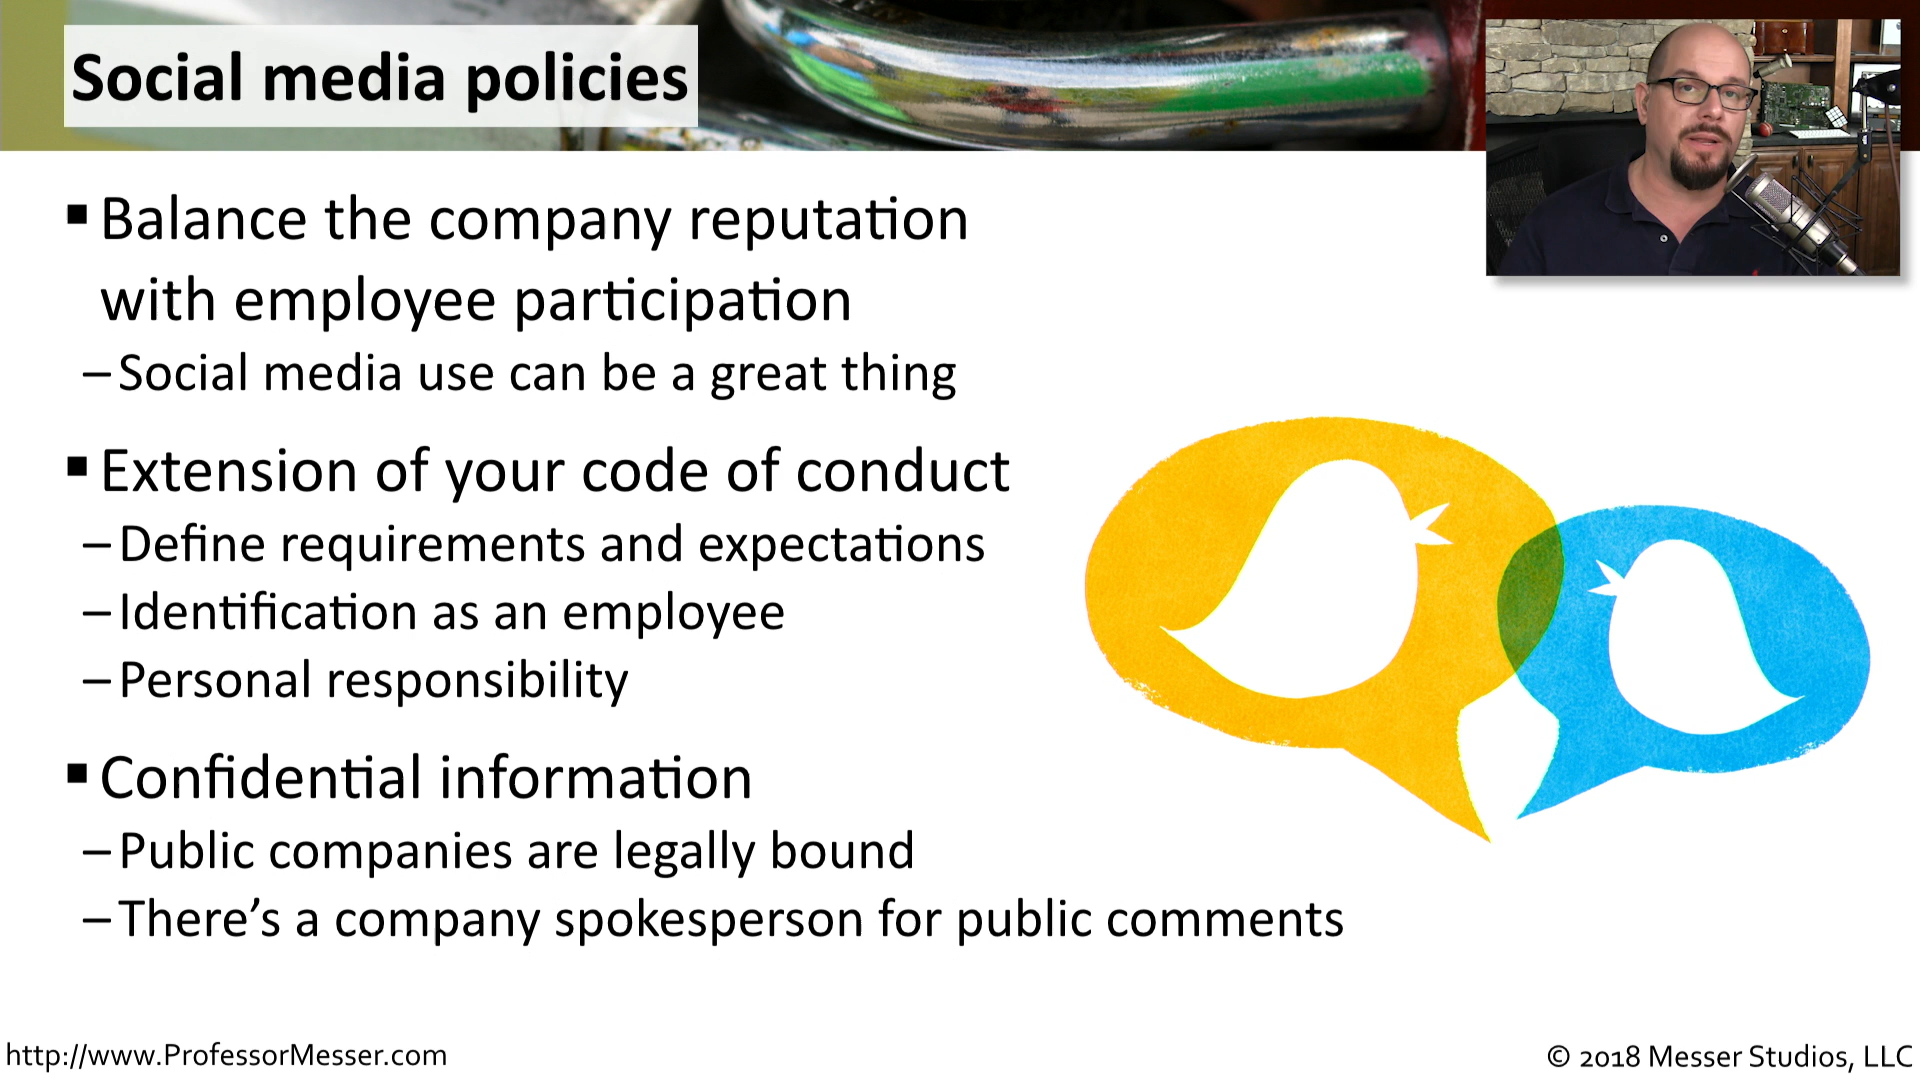 Social media policies
▪ Balance the company reputation
with employee participation
– Social media use can be a great thing
▪ Extension of your code of conduct
– Define requirements and expectations
– Identification as an employee
– Personal responsibility
▪ Confidential information
– Public companies are legally bound
– There’s a company spokesperson for public comments
http://www.ProfessorMesser.com
© 2018 Messer Studios, LLC